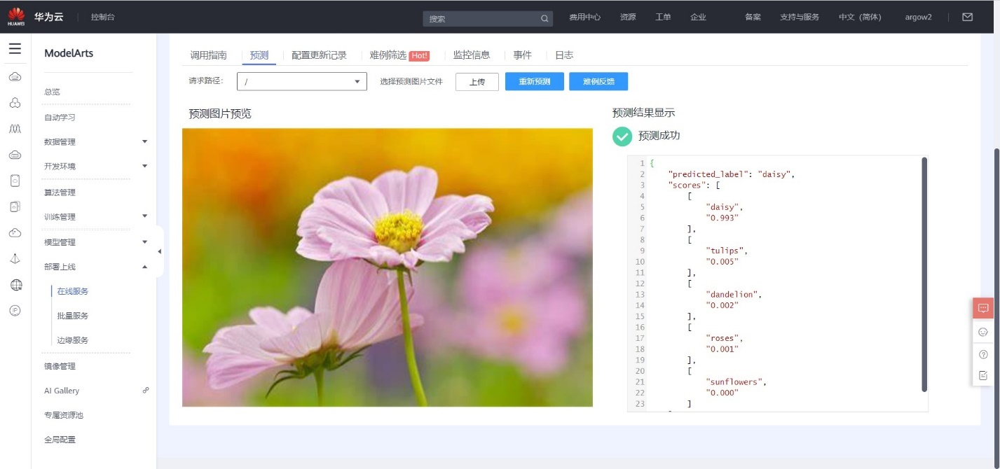 HUAWEI
华为云
控制台
搜索
费用中心
资源
工单
企业
备案
支持与服务
中文（简体）
argow2
ModelArts
总览
自动学习
数据管理
开发环境
算法管理
训练管理
模型管理
部署上线
在线服务
批量服务
边缘服务
镜像管理
AI Gallery
专属资源池
全局配置
调用指南
预测
配置更新记录
难例筛选 Hot!
监控信息
事件
日志
请求路径：
/
选择预测图片文件
上传
重新预测
难例反馈
预测图片预览
预测结果显示
预测成功
1 {
2 "predicted_label": "daisy",
3 "scores": [
4 [
5 "daisy",
6 "0.993"
7 ],
8 [
9 "tulips",
10 "0.005"
11 ],
12 [
13 "dandelion",
14 "0.002"
15 ],
16 [
17 "roses",
18 "0.001"
19 ],
20 [
21 "sunflowers",
22 "0.000"
23 ]